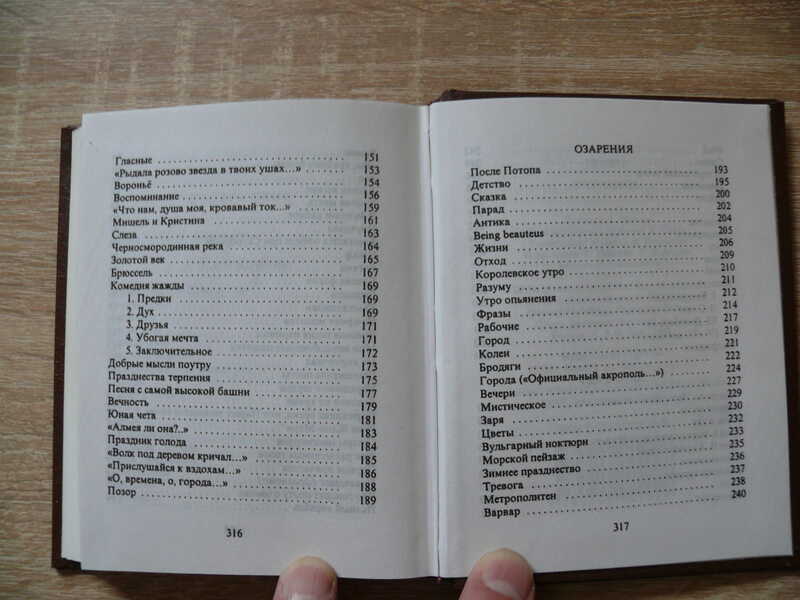 Гласные ........ 151
«Рыдала розово звезда в твоих ушах...» ........ 153
Вороньё ........ 154
Воспоминание ........ 156
«Что нам, душа моя, кровавый ток...» ........ 159
Мишель и Кристина ........ 161
Слеза ........ 163
Черносмородинная река ........ 164
Золотой век ........ 165
Брюссель ........ 167
Комедия жажды ........ 169
1. Предки ........ 169
2. Дух ........ 169
3. Друзья ........ 171
4. Убогая мечта ........ 171
5. Заключительное ........ 172
Добрые мысли поутру ........ 173
Празднества терпения ........ 175
Песня с самой высокой башни ........ 177
Вечность ........ 179
Юная чета ........ 181
«Алмея ли она?..» ........ 183
Праздник голода ........ 184
«Волк под деревом кричал...» ........ 185
«Прислушайся к вздохам...» ........ 186
«О, времена, о, города...» ........ 188
Позор ........ 189
316
ОЗАРЕНИЯ
После Потопа ........ 193
Детство ........ 195
Сказка ........ 200
Парад ........ 202
Антика ........ 204
Being beauteus ........ 205
Жизни ........ 206
Отход ........ 209
Королевское утро ........ 210
Разуму ........ 211
Утро опьянения ........ 212
Фразы ........ 214
Рабочие ........ 217
Город ........ 219
Колеи ........ 221
Бродяги ........ 222
Города («Официальный акрополь...») ........ 224
Вечери ........ 227
Мистическое ........ 229
Заря ........ 230
Цветы ........ 232
Вульгарный ноктюрн ........ 233
Морской пейзаж ........ 235
Зимнее празднество ........ 236
Тревога ........ 237
Метрополитен ........ 238
Варвар ........ 240
317